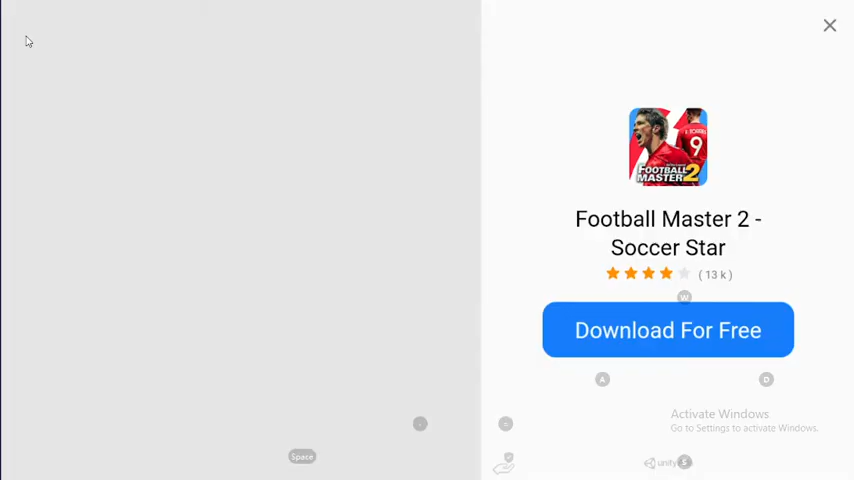 9
FOOTBALL
MASTER 2
Football Master 2 -
Soccer Star
( 13 k )
W
Download For Free
A
D
Activate Windows
Go to Settings to activate Windows.
-
=
Space
unity
S